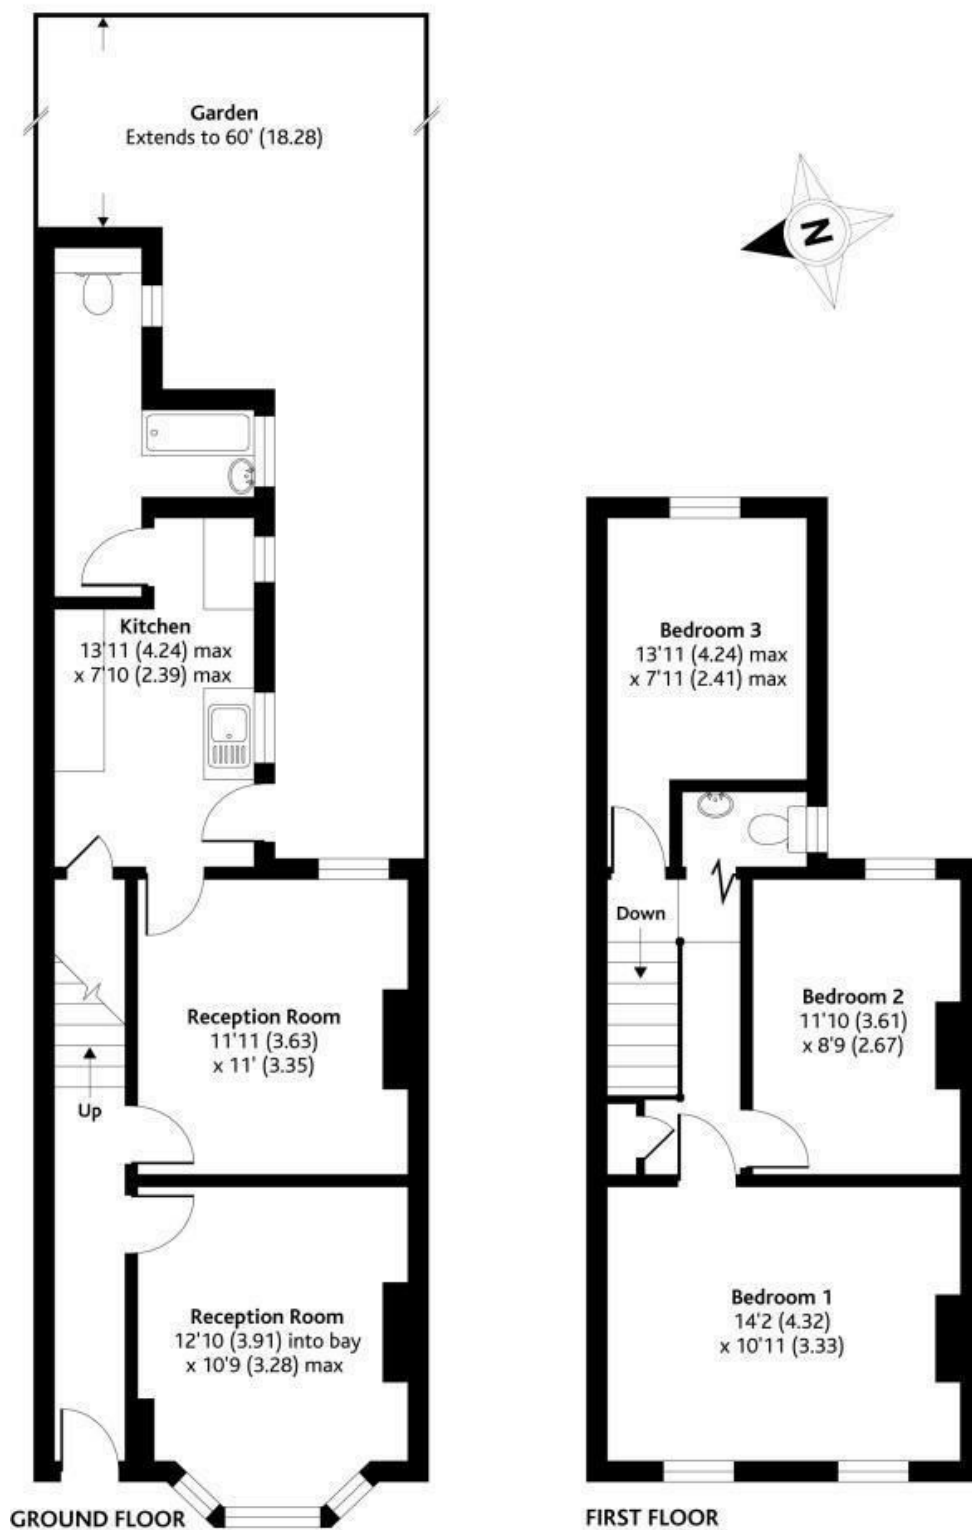 Garden
Extends to 60' (18.28)
N
Kitchen
13'11 (4.24) max
x 7'10 (2.39) max
Bedroom 3
13'11 (4.24) max
x 7'11 (2.41) max
Down
Reception Room
11'11 (3.63)
x 11' (3.35)
Up
Bedroom 2
11'10 (3.61)
x 8'9 (2.67)
Reception Room
12'10 (3.91) into bay
x 10'9 (3.28) max
Bedroom 1
14'2 (4.32)
x 10'11 (3.33)
GROUND FLOOR
FIRST FLOOR